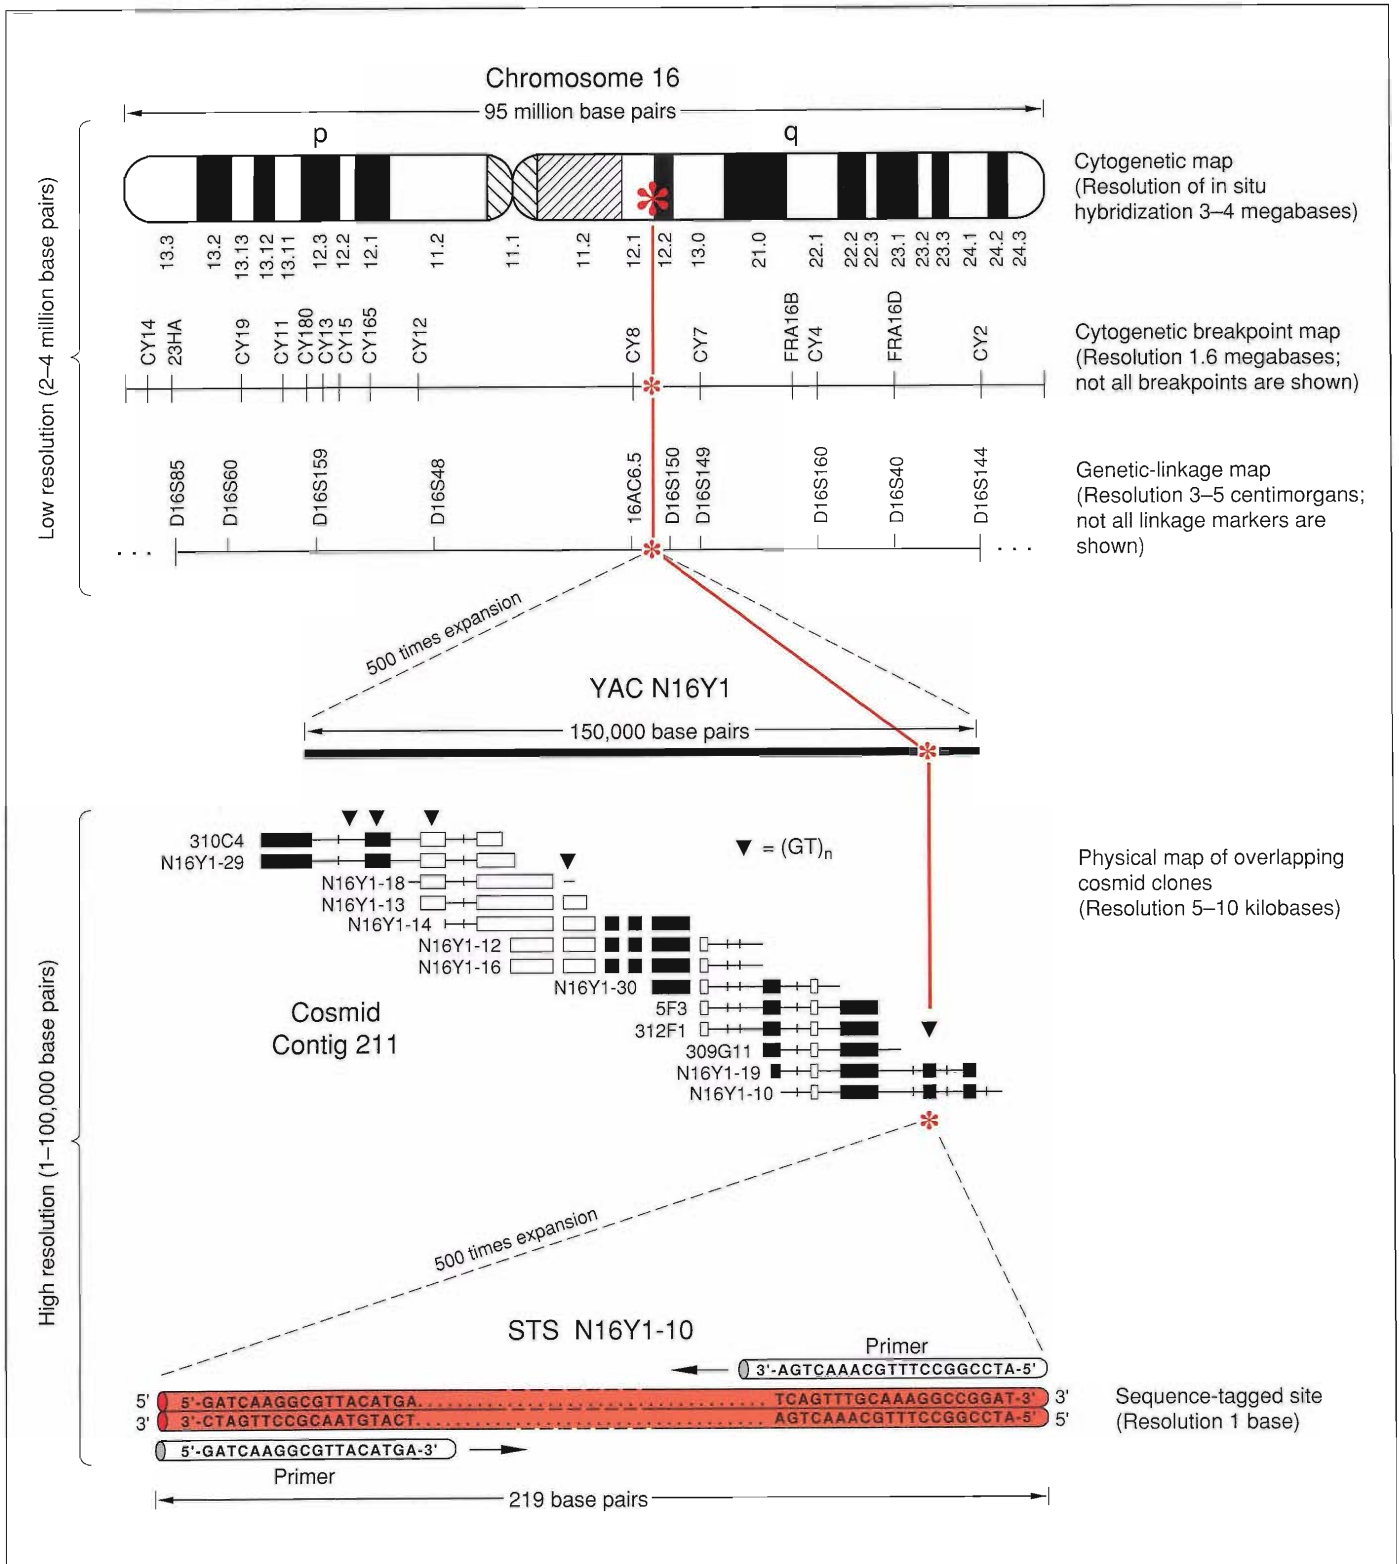 Chromosome 16
95 million base pairs
p
q
Cytogenetic map
(Resolution of in situ
hybridization 3–4 megabases)
13.3
13.2
13.13
13.12
13.11
12.3
12.2
12.1
11.2
11.1
11.2
12.1
12.2
13.0
21.0
22.1
22.2
22.3
23.1
23.2
23.3
24.1
24.2
24.3
Low resolution (2–4 million base pairs)
CY14
23HA
CY19
CY11
CY180
CY13
CY15
CY165
CY12
CY8
CY7
FRA16B
CY4
FRA16D
CY2
Cytogenetic breakpoint map
(Resolution 1.6 megabases;
not all breakpoints are shown)
D16S85
D16S60
D16S159
D16S48
16AC6.5
D16S150
D16S149
D16S160
D16S40
D16S144
Genetic-linkage map
(Resolution 3–5 centimorgans;
not all linkage markers are
shown)
. . .
. . .
500 times expansion
YAC N16Y1
150,000 base pairs
High resolution (1–100,000 base pairs)
310C4
N16Y1-29
N16Y1-18
N16Y1-13
N16Y1-14
N16Y1-12
N16Y1-16
N16Y1-30
5F3
312F1
309G11
N16Y1-19
N16Y1-10
▼ = (GT)n
Physical map of overlapping
cosmid clones
(Resolution 5–10 kilobases)
Cosmid
Contig 211
500 times expansion
STS N16Y1-10
Primer
3'-AGTCAAACGTTTCCGGCCTA-5'
5' 5'-GATCAAGGCGTTACATGA. . . . . . . . . . TCAGTTTGCAAAGGCCGGAT-3' 3'
3' 3'-CTAGTTCCGCAATGTACT. . . . . . . . . . AGTCAAACGTTTCCGGCCTA-5' 5'
5'-GATCAAGGCGTTACATGA-3'
Primer
Sequence-tagged site
(Resolution 1 base)
219 base pairs